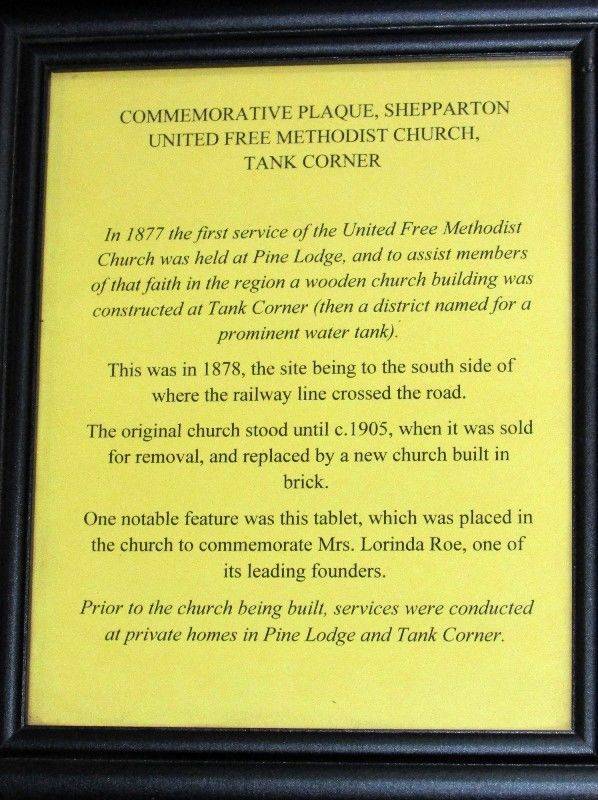 COMMEMORATIVE PLAQUE, SHEPPARTON
UNITED FREE METHODIST CHURCH,
TANK CORNER
In 1877 the first service of the United Free Methodist
Church was held at Pine Lodge, and to assist members
of that faith in the region a wooden church building was
constructed at Tank Corner (then a district named for a
prominent water tank).
This was in 1878, the site being to the south side of
where the railway line crossed the road.
The original church stood until c.1905, when it was sold
for removal, and replaced by a new church built in
brick.
One notable feature was this tablet, which was placed in
the church to commemorate Mrs. Lorinda Roe, one of
its leading founders.
Prior to the church being built, services were conducted
at private homes in Pine Lodge and Tank Corner.